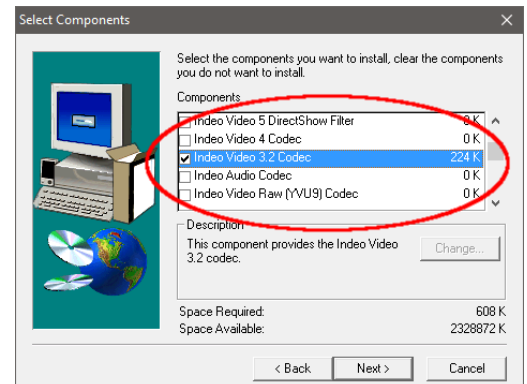 Select Components
Select the components you want to install, clear the components
you do not want to install.
Components
Indeo Video 5 DirectShow Filter 0 K
Indeo Video 4 Codec 0 K
Indeo Video 3.2 Codec 224 K
Indeo Audio Codec 0 K
Indeo Video Raw (YVU9) Codec 0 K
Description
This component provides the Indeo Video
3.2 codec.
Change...
Space Required: 608 K
Space Available: 2328872 K
< Back Next > Cancel